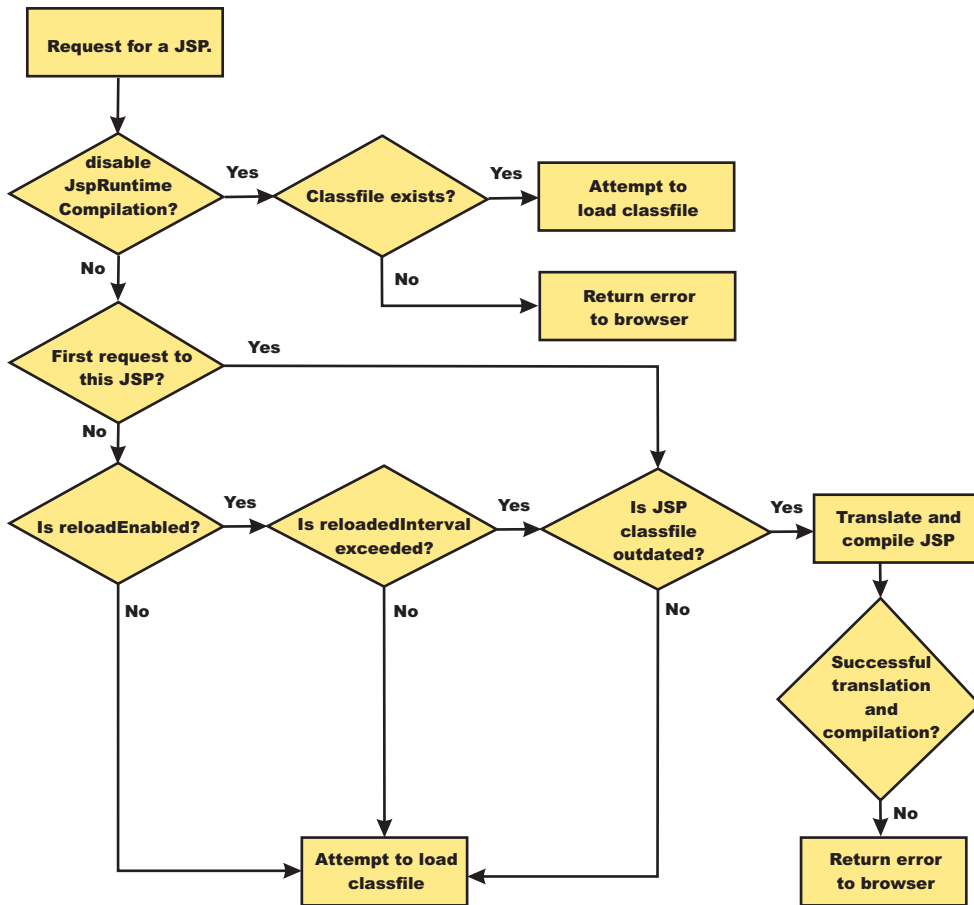 Request for a JSP.
disable
JspRuntime
Compilation?
Yes
Classfile exists?
Yes
Attempt to
load classfile
No
No
Return error
to browser
First request to
this JSP?
Yes
No
Is reloadEnabled?
Yes
Is reloadedInterval
exceeded?
Yes
Is JSP
classfile
outdated?
Yes
Translate and
compile JSP
No
No
No
Successful
translation
and
compilation?
No
Attempt to load
classfile
Return error
to browser